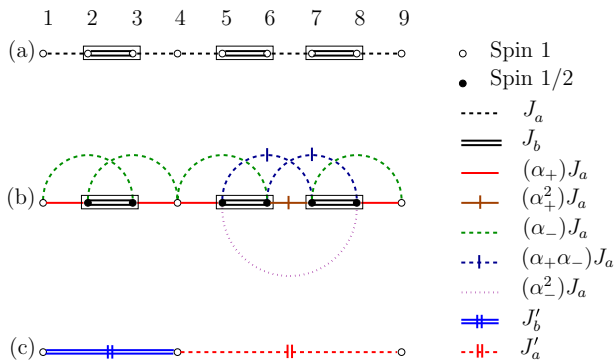 1 2 3 4 5 6 7 8 9
(a)
(b)
(c)
Spin 1
Spin 1/2
J_a
J_b
(α_+)J_a
(α_+^2)J_a
(α_-)J_a
(α_+α_-)J_a
(α_-^2)J_a
J'_b
J'_a